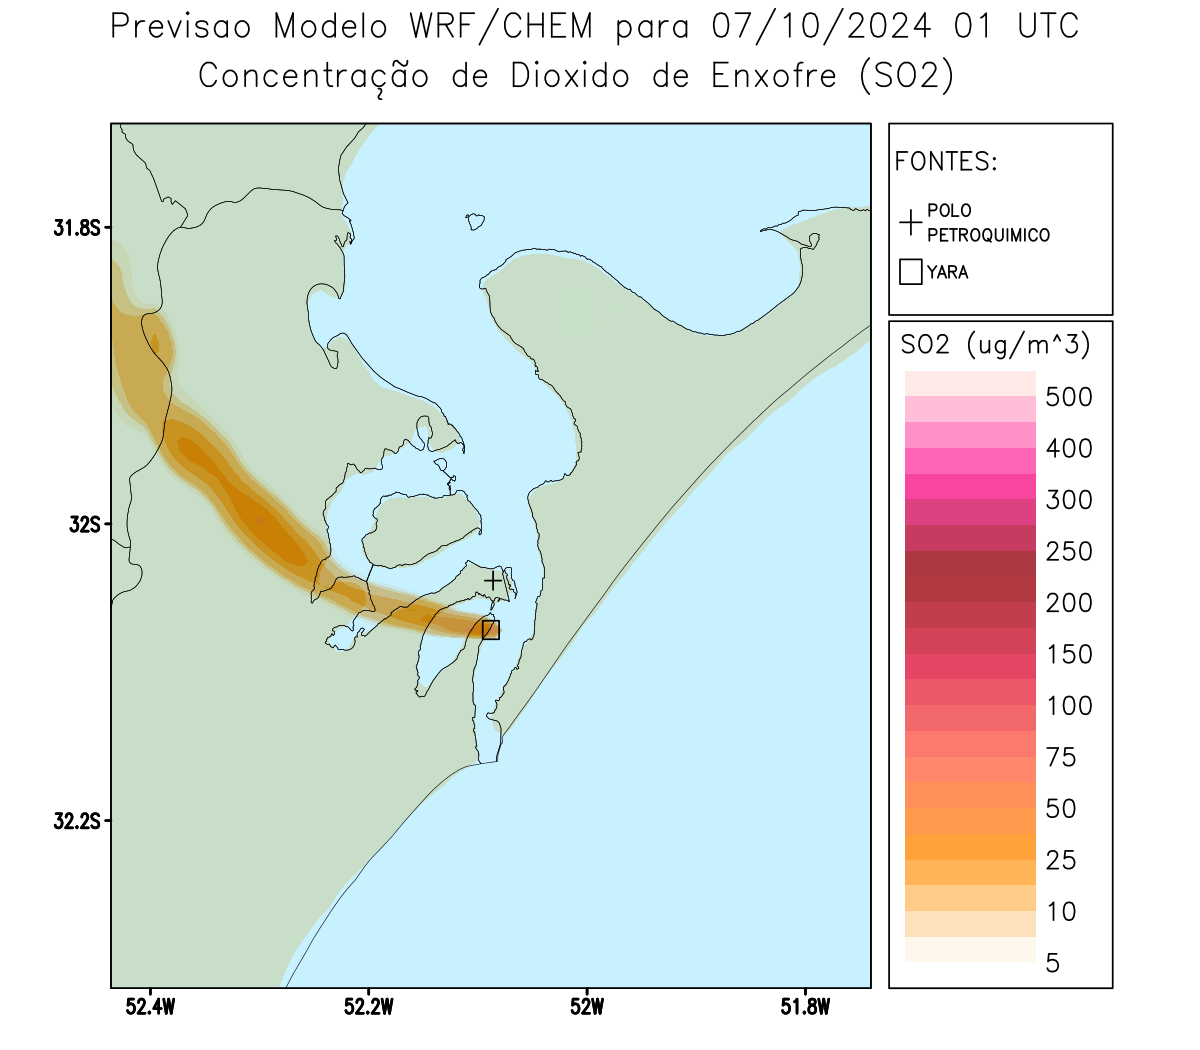 Previsao Modelo WRF/CHEM para 07/10/2024 01 UTC
Concentração de Dioxido de Enxofre (SO2)
FONTES:
POLO
PETROQUIMICO
YARA
31.8S
32S
32.2S
52.4W
52.2W
52W
51.8W
SO2 (ug/m^3)
500
400
300
250
200
150
100
75
50
25
10
5